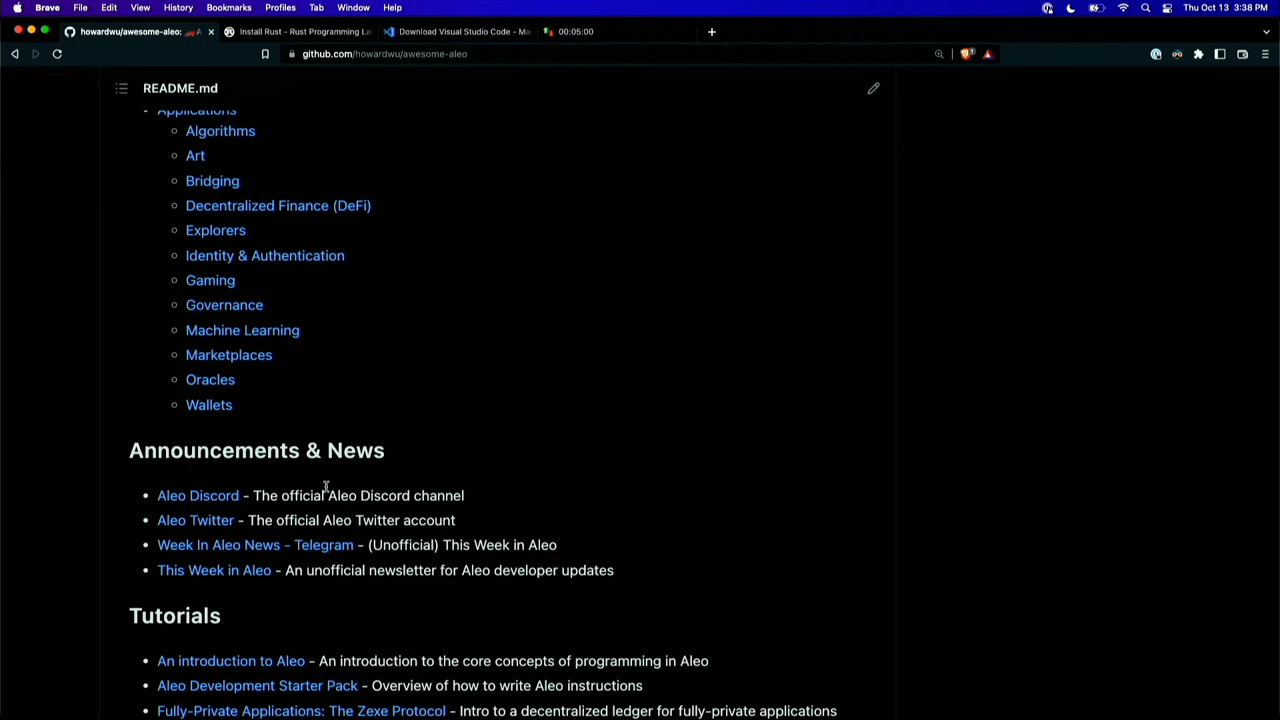 Brave File Edit View History Bookmarks Profiles Tab Window Help Thu Oct 13 3:38 PM
howardwu/awesome-aleo: Install Rust - Rust Programming La Download Visual Studio Code - Ma 00:05:00
github.com/howardwu/awesome-aleo
README.md
- Applications
Algorithms
Art
Bridging
Decentralized Finance (DeFi)
Explorers
Identity & Authentication
Gaming
Governance
Machine Learning
Marketplaces
Oracles
Wallets
Announcements & News
• Aleo Discord - The official Aleo Discord channel
• Aleo Twitter - The official Aleo Twitter account
• Week In Aleo News - Telegram - (Unofficial) This Week in Aleo
• This Week in Aleo - An unofficial newsletter for Aleo developer updates
Tutorials
• An introduction to Aleo - An introduction to the core concepts of programming in Aleo
• Aleo Development Starter Pack - Overview of how to write Aleo instructions
• Fully-Private Applications: The Zexe Protocol - Intro to a decentralized ledger for fully-private applications